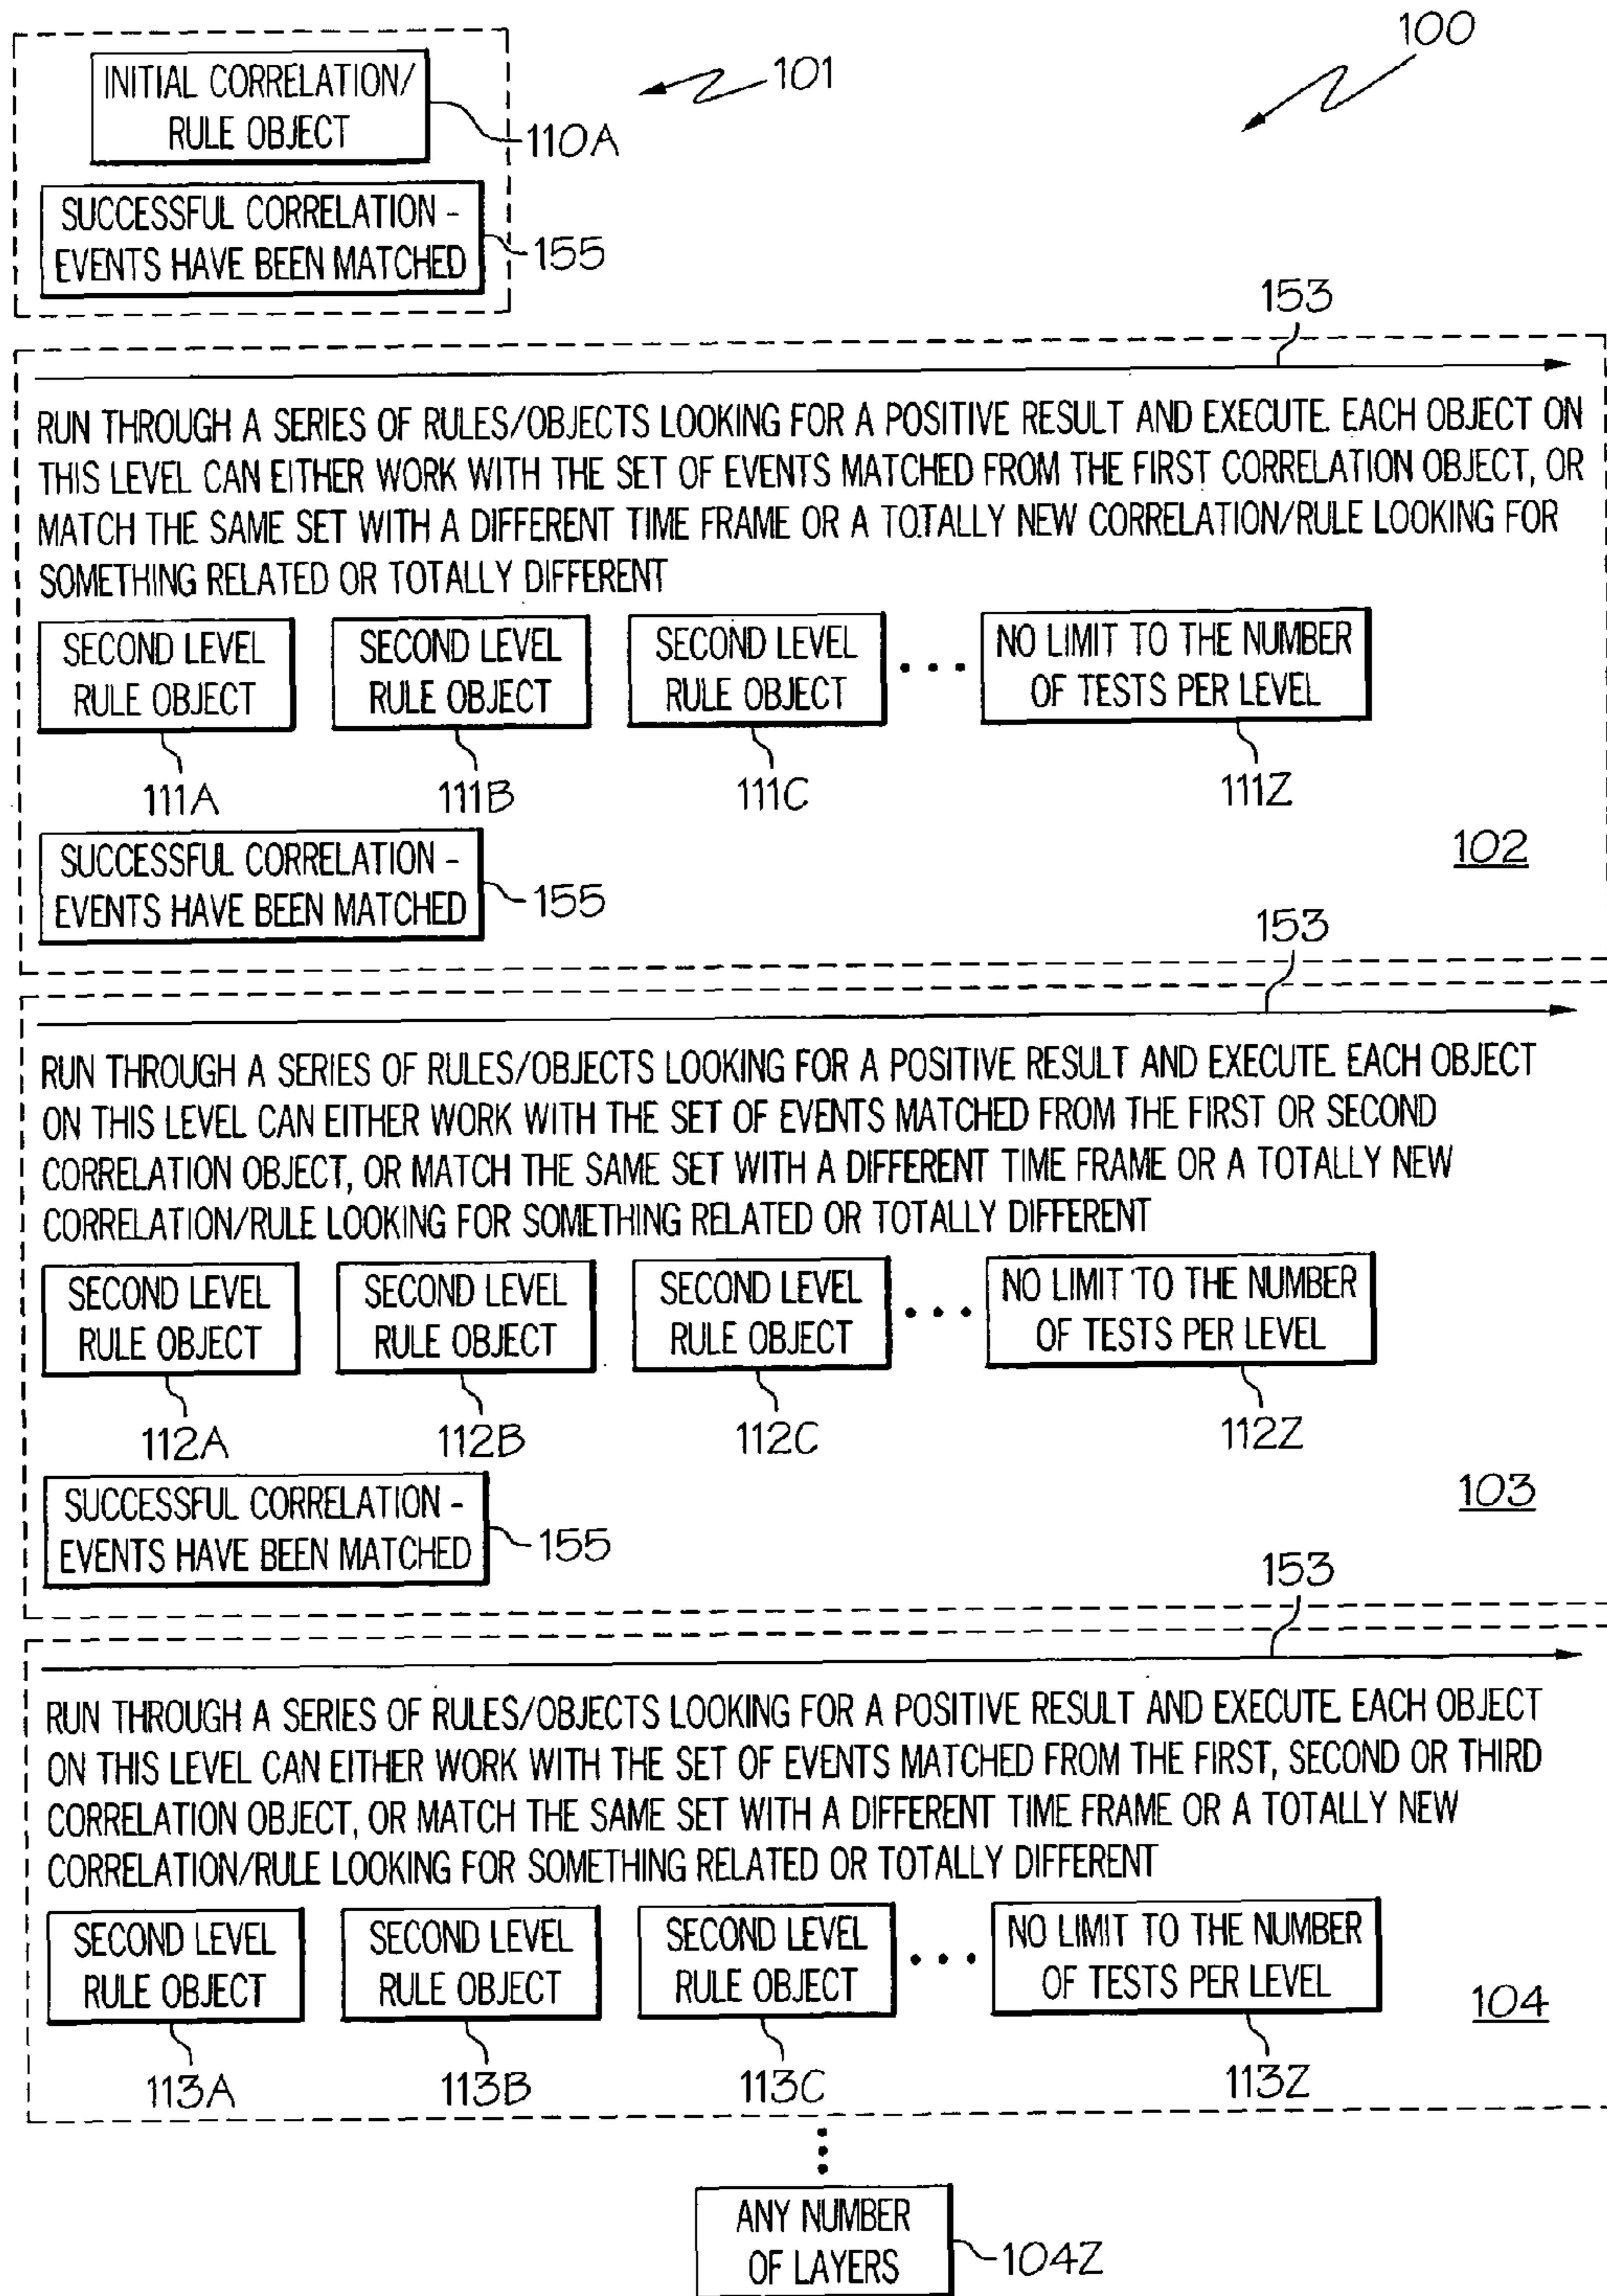 100
INITIAL CORRELATION/
RULE OBJECT
101
110A
SUCCESSFUL CORRELATION -
EVENTS HAVE BEEN MATCHED
155
153
RUN THROUGH A SERIES OF RULES/OBJECTS LOOKING FOR A POSITIVE RESULT AND EXECUTE. EACH OBJECT ON
THIS LEVEL CAN EITHER WORK WITH THE SET OF EVENTS MATCHED FROM THE FIRST CORRELATION OBJECT, OR
MATCH THE SAME SET WITH A DIFFERENT TIME FRAME OR A TOTALLY NEW CORRELATION/RULE LOOKING FOR
SOMETHING RELATED OR TOTALLY DIFFERENT
SECOND LEVEL
RULE OBJECT
SECOND LEVEL
RULE OBJECT
SECOND LEVEL
RULE OBJECT
• • •
NO LIMIT TO THE NUMBER
OF TESTS PER LEVEL
111A
111B
111C
111Z
SUCCESSFUL CORRELATION -
EVENTS HAVE BEEN MATCHED
155
102
153
RUN THROUGH A SERIES OF RULES/OBJECTS LOOKING FOR A POSITIVE RESULT AND EXECUTE. EACH OBJECT
ON THIS LEVEL CAN EITHER WORK WITH THE SET OF EVENTS MATCHED FROM THE FIRST OR SECOND
CORRELATION OBJECT, OR MATCH THE SAME SET WITH A DIFFERENT TIME FRAME OR A TOTALLY NEW
CORRELATION/RULE LOOKING FOR SOMETHING RELATED OR TOTALLY DIFFERENT
SECOND LEVEL
RULE OBJECT
SECOND LEVEL
RULE OBJECT
SECOND LEVEL
RULE OBJECT
• • •
NO LIMIT TO THE NUMBER
OF TESTS PER LEVEL
112A
112B
112C
112Z
SUCCESSFUL CORRELATION -
EVENTS HAVE BEEN MATCHED
155
103
153
RUN THROUGH A SERIES OF RULES/OBJECTS LOOKING FOR A POSITIVE RESULT AND EXECUTE. EACH OBJECT
ON THIS LEVEL CAN EITHER WORK WITH THE SET OF EVENTS MATCHED FROM THE FIRST, SECOND OR THIRD
CORRELATION OBJECT, OR MATCH THE SAME SET WITH A DIFFERENT TIME FRAME OR A TOTALLY NEW
CORRELATION/RULE LOOKING FOR SOMETHING RELATED OR TOTALLY DIFFERENT
SECOND LEVEL
RULE OBJECT
SECOND LEVEL
RULE OBJECT
SECOND LEVEL
RULE OBJECT
• • •
NO LIMIT TO THE NUMBER
OF TESTS PER LEVEL
104
113A
113B
113C
113Z
ANY NUMBER
OF LAYERS
104Z